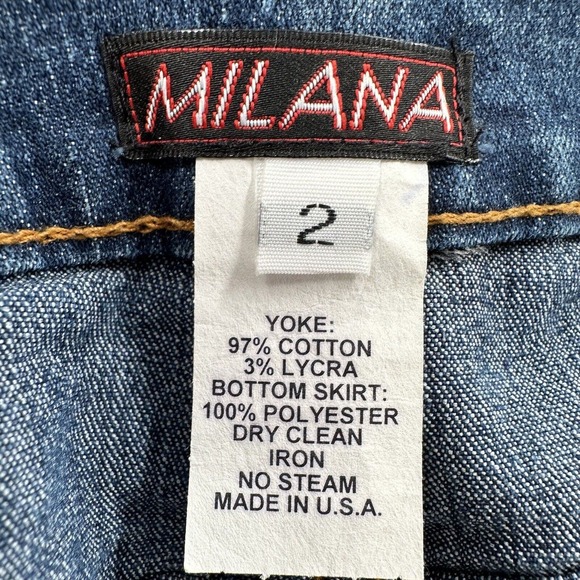 MILANA
2
YOKE:
97% COTTON
3% LYCRA
BOTTOM SKIRT:
100% POLYESTER
DRY CLEAN
IRON
NO STEAM
MADE IN U.S.A.